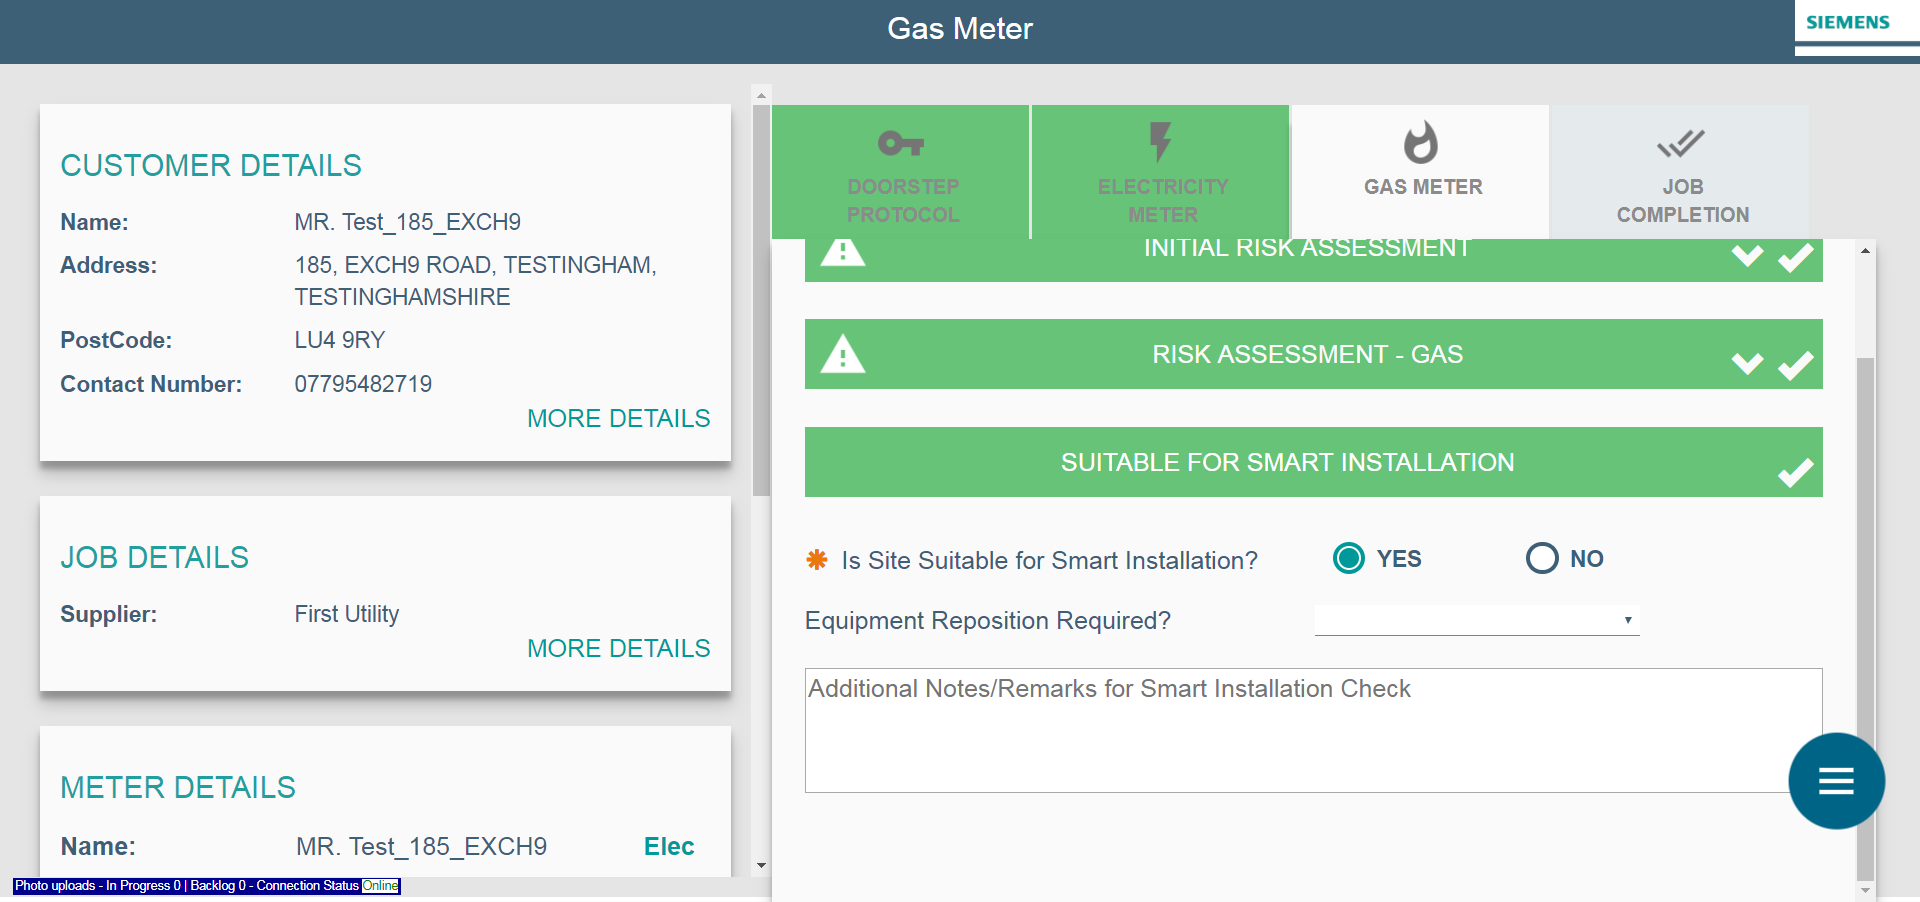 Gas Meter
SIEMENS
CUSTOMER DETAILS
Name: MR. Test_185_EXCH9
Address: 185, EXCH9 ROAD, TESTINGHAM,
TESTINGHAMSHIRE
PostCode: LU4 9RY
Contact Number: 07795482719
MORE DETAILS
JOB DETAILS
Supplier: First Utility
MORE DETAILS
METER DETAILS
Name: MR. Test_185_EXCH9 Elec
Photo uploads - In Progress 0 | Backlog 0 - Connection Status Online
DOORSTEP
PROTOCOL
ELECTRICITY
METER
GAS METER
JOB
COMPLETION
INITIAL RISK ASSESSMENT
RISK ASSESSMENT - GAS
SUITABLE FOR SMART INSTALLATION
✱ Is Site Suitable for Smart Installation? YES NO
Equipment Reposition Required?
Additional Notes/Remarks for Smart Installation Check